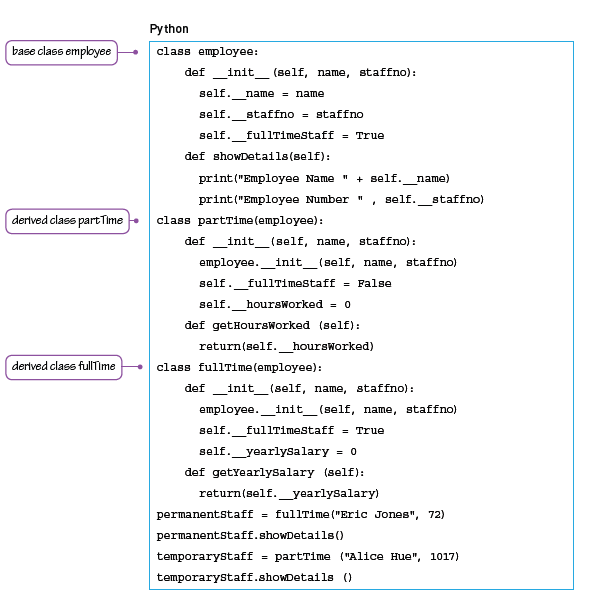 Python
base class employee
class employee:
def __init__(self, name, staffno):
self.__name = name
self.__staffno = staffno
self.__fullTimeStaff = True
def showDetails(self):
print("Employee Name " + self.__name)
print("Employee Number " , self.__staffno)
derived class partTime
class partTime(employee):
def __init__(self, name, staffno):
employee.__init__(self, name, staffno)
self.__fullTimeStaff = False
self.__hoursWorked = 0
def getHoursWorked (self):
return(self.__hoursWorked)
derived class fullTime
class fullTime(employee):
def __init__(self, name, staffno):
employee.__init__(self, name, staffno)
self.__fullTimeStaff = True
self.__yearlySalary = 0
def getYearlySalary (self):
return(self.__yearlySalary)
permanentStaff = fullTime("Eric Jones", 72)
permanentStaff.showDetails()
temporaryStaff = partTime ("Alice Hue", 1017)
temporaryStaff.showDetails ()